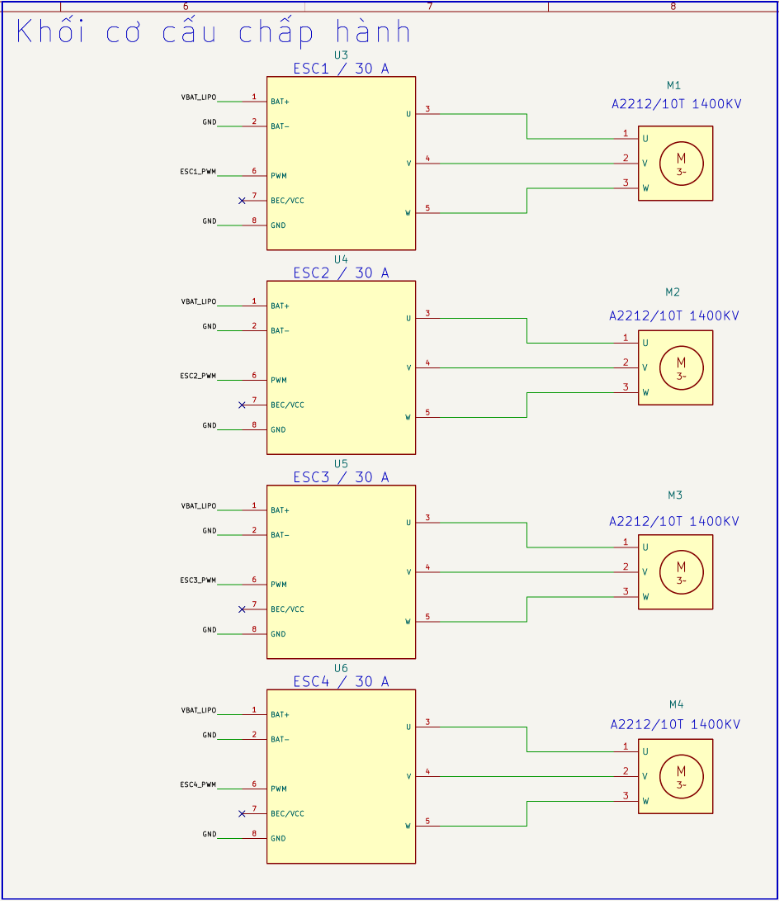 6 7 8
Khối cơ cấu chấp hành
U3
ESC1 / 30 A
M1
A2212/10T 1400KV
VBAT_LIPO 1 BAT+
U 3
GND 2 BAT-
1 U
V 4
2 V
M
3~
ESC1_PWM 6 PWM
3 W
7 BEC/VCC
W 5
GND 8 GND
U4
ESC2 / 30 A
M2
A2212/10T 1400KV
VBAT_LIPO 1 BAT+
U 3
GND 2 BAT-
1 U
V 4
2 V
M
3~
ESC2_PWM 6 PWM
3 W
7 BEC/VCC
W 5
GND 8 GND
U5
ESC3 / 30 A
M3
A2212/10T 1400KV
VBAT_LIPO 1 BAT+
U 3
GND 2 BAT-
1 U
V 4
2 V
M
3~
ESC3_PWM 6 PWM
3 W
7 BEC/VCC
W 5
GND 8 GND
U6
ESC4 / 30 A
M4
A2212/10T 1400KV
VBAT_LIPO 1 BAT+
U 3
GND 2 BAT-
1 U
V 4
2 V
M
3~
ESC4_PWM 6 PWM
3 W
7 BEC/VCC
W 5
GND 8 GND